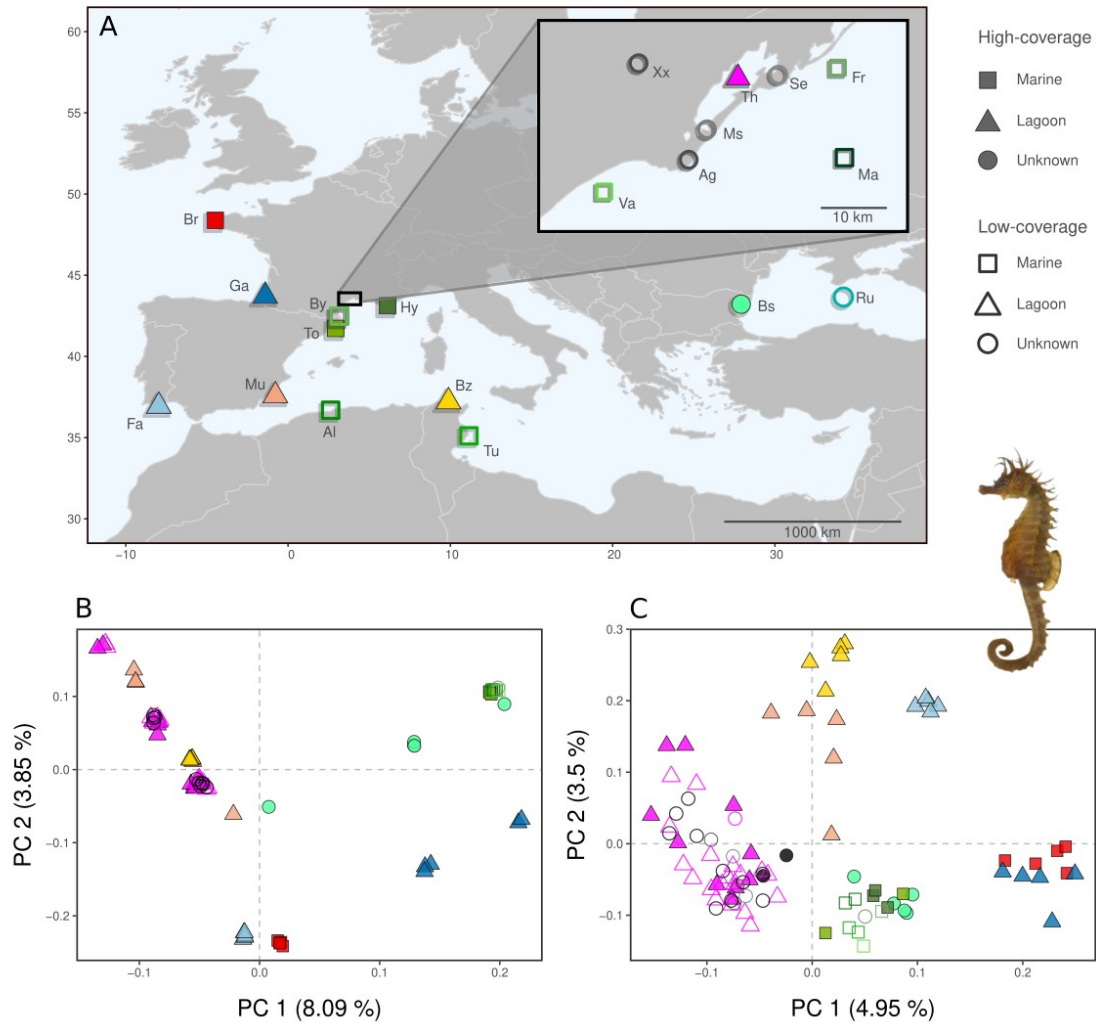 A
60
55
50
45
40
35
30
−10
0
10
20
30
Br
Ga
By
To
Hy
Fa
Mu
Al
Bz
Tu
Bs
Ru
1000 km
Xx
Th
Se
Fr
Ms
Ag
Ma
Va
10 km
High-coverage
Marine
Lagoon
Unknown
Low-coverage
Marine
Lagoon
Unknown
B
PC 2 (3.85 %)
0.1
0.0
−0.1
−0.2
−0.1
0.0
0.1
0.2
PC 1 (8.09 %)
C
PC 2 (3.5 %)
0.3
0.2
0.1
0.0
−0.1
−0.1
0.0
0.1
0.2
PC 1 (4.95 %)